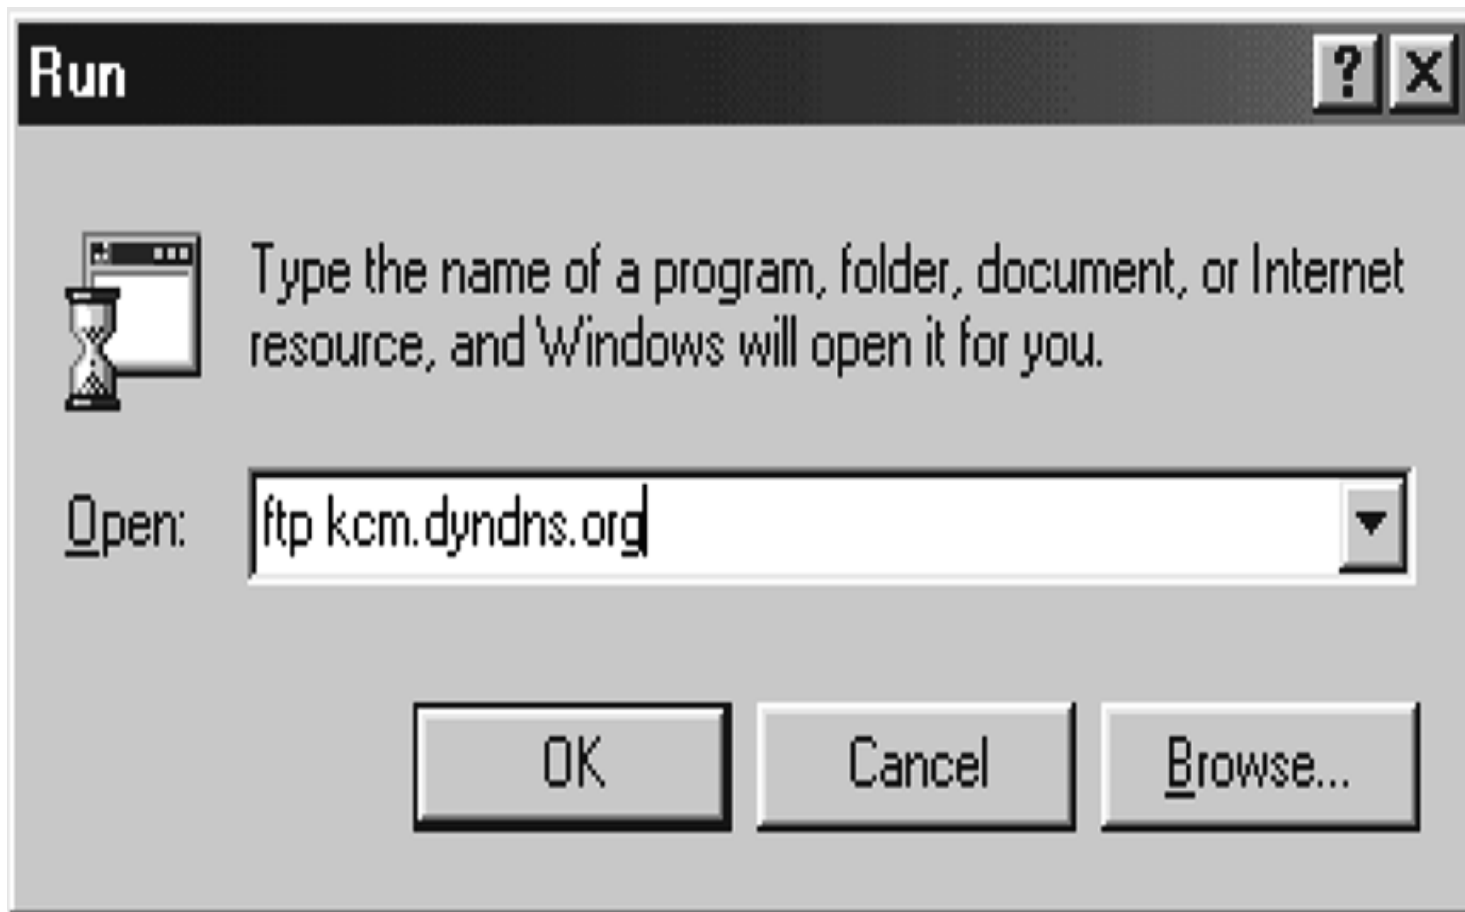 Run
Type the name of a program, folder, document, or Internet
resource, and Windows will open it for you.
Open: ftp kcm.dyndns.org
OK Cancel Browse...